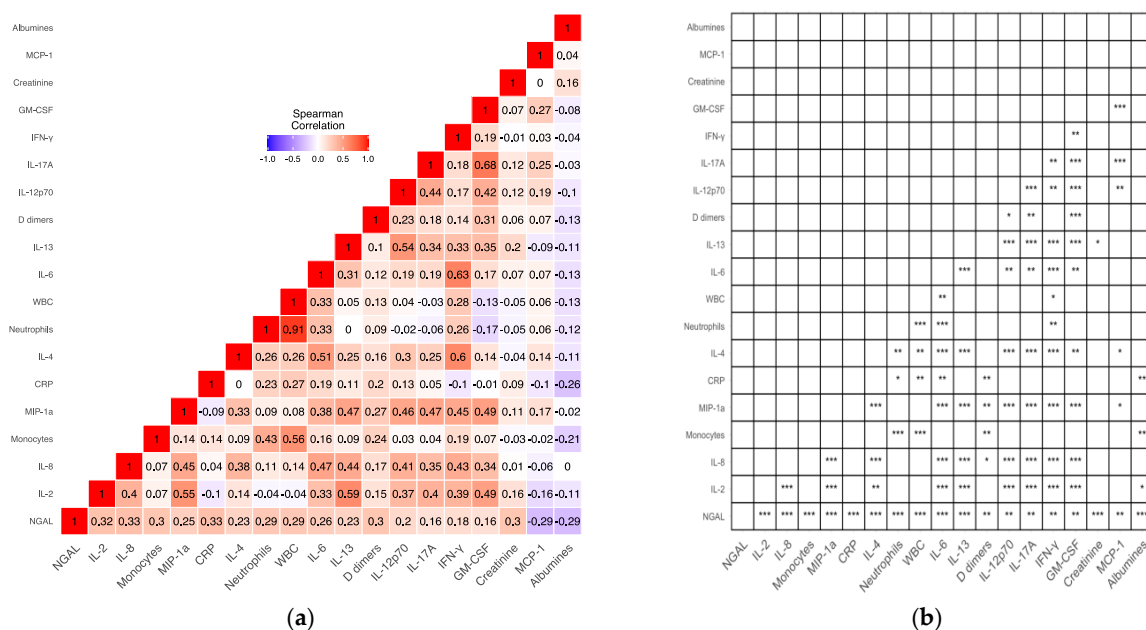 Albumines 1
MCP-1 1 0.04
Creatinine 1 0 0.16
GM-CSF 1 0.07 0.27 -0.08
Spearman
Correlation
-1.0 -0.5 0.0 0.5 1.0
IFN-γ 1 0.19 -0.01 0.03 -0.04
IL-17A 1 0.18 0.68 0.12 0.25 -0.03
IL-12p70 1 0.44 0.17 0.42 0.12 0.19 -0.1
D dimers 1 0.23 0.18 0.14 0.31 0.06 0.07 -0.13
IL-13 1 0.1 0.54 0.34 0.33 0.35 0.2 -0.09 -0.11
IL-6 1 0.31 0.12 0.19 0.19 0.63 0.17 0.07 0.07 -0.13
WBC 1 0.33 0.05 0.13 0.04 -0.03 0.28 -0.13 -0.05 0.06 -0.13
Neutrophils 1 0.91 0.33 0 0.09 -0.02 -0.06 0.26 -0.17 -0.05 0.06 -0.12
IL-4 1 0.26 0.26 0.51 0.25 0.16 0.3 0.25 0.6 0.14 -0.04 0.14 -0.11
CRP 1 0 0.23 0.27 0.19 0.11 0.2 0.13 0.05 -0.1 -0.01 0.09 -0.1 -0.26
MIP-1a 1 -0.09 0.33 0.09 0.08 0.38 0.47 0.27 0.46 0.47 0.45 0.49 0.11 0.17 -0.02
Monocytes 1 0.14 0.14 0.09 0.43 0.56 0.16 0.09 0.24 0.03 0.04 0.19 0.07 -0.03 -0.02 -0.21
IL-8 1 0.07 0.45 0.04 0.38 0.11 0.14 0.47 0.44 0.17 0.41 0.35 0.43 0.34 0.01 -0.06 0
IL-2 1 0.4 0.07 0.55 -0.1 0.14 -0.04 -0.04 0.33 0.59 0.15 0.37 0.4 0.39 0.49 0.16 -0.16 -0.11
NGAL 1 0.32 0.33 0.3 0.25 0.33 0.23 0.29 0.29 0.26 0.23 0.3 0.2 0.16 0.18 0.16 0.3 -0.29 -0.29
NGAL IL-2 IL-8 Monocytes MIP-1a CRP IL-4 Neutrophils WBC IL-6 IL-13 D dimers IL-12p70 IL-17A IFN-γ GM-CSF Creatinine MCP-1 Albumines
(a)
Albumines
MCP-1
Creatinine
GM-CSF ***
IFN-γ **
IL-17A ** *** ***
IL-12p70 *** ** *** **
D dimers * ** ***
IL-13 *** *** *** *** *
IL-6 *** ** ** *** **
WBC ** *
Neutrophils *** *** **
IL-4 ** ** *** *** *** *** *** ** *
CRP * ** ** ** **
MIP-1a *** *** *** ** *** *** *** *** *
Monocytes *** *** ** **
IL-8 *** *** *** *** * *** *** *** ***
IL-2 *** *** ** *** *** *** *** *** *** *
NGAL *** *** *** *** *** *** *** *** *** *** ** ** ** ** ** *** ** ***
NGAL IL-2 IL-8 Monocytes MIP-1a CRP IL-4 Neutrophils WBC IL-6 IL-13 D dimers IL-12p70 IL-17A IFN-γ GM-CSF Creatinine MCP-1 Albumines
(b)